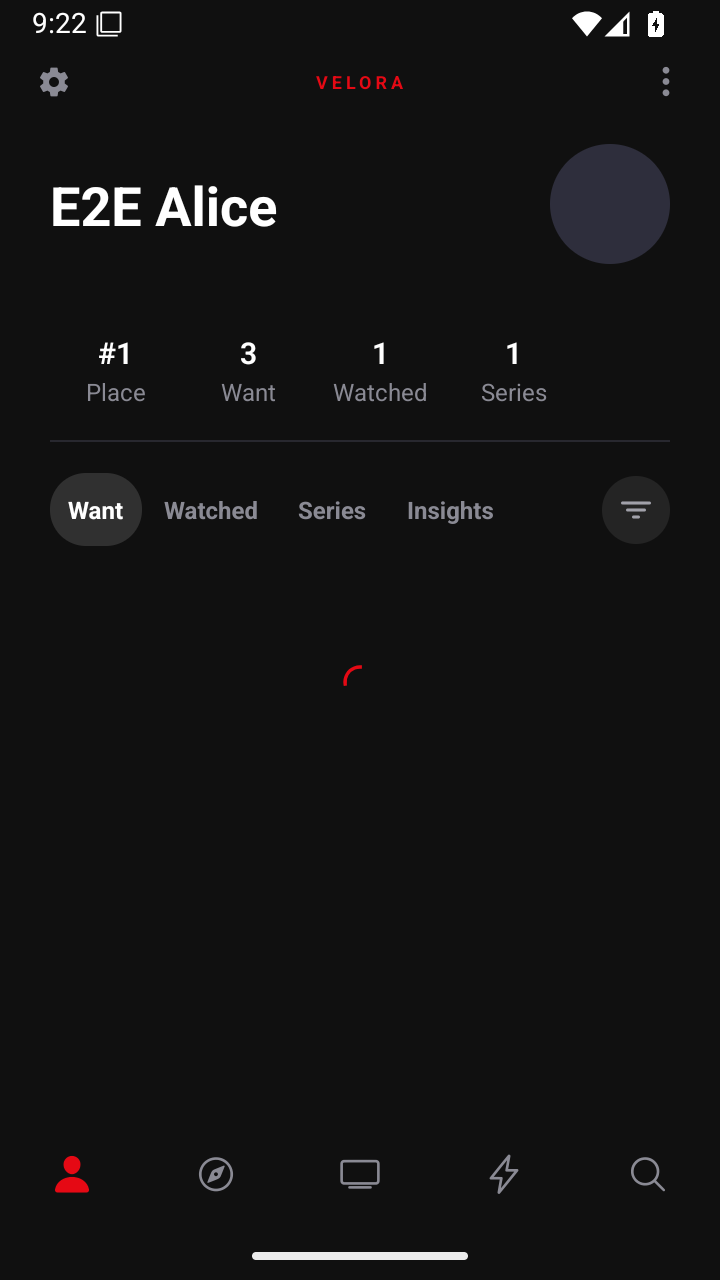 9:22
VELORA
E2E Alice
#1 3 1 1
Place Want Watched Series
Want Watched Series Insights